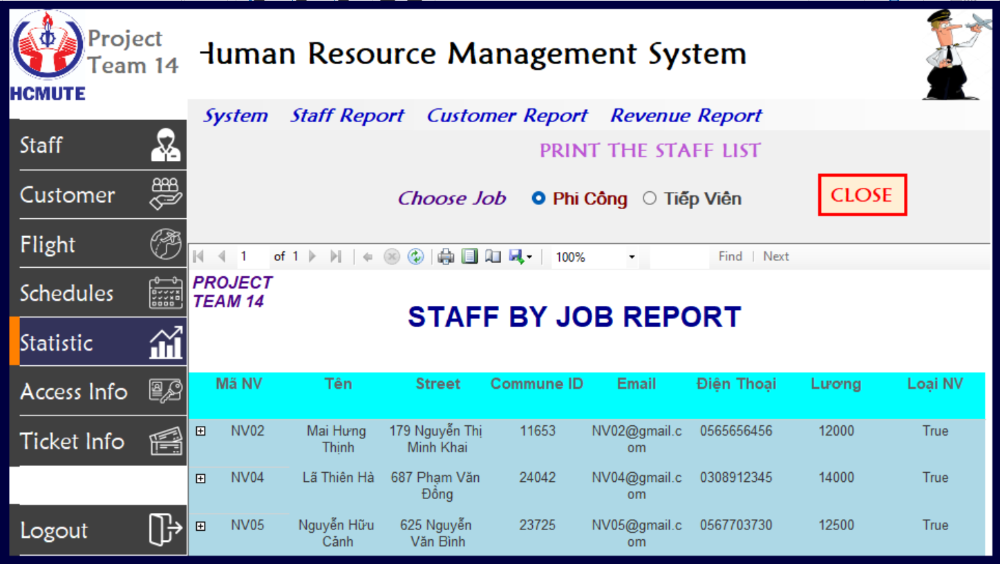 Project
Team 14
HCMUTE
Human Resource Management System
System Staff Report Customer Report Revenue Report
PRINT THE STAFF LIST
Choose Job Phi Công Tiếp Viên CLOSE
Staff
Customer
Flight
Schedules
Statistic
Access Info
Ticket Info
Logout
1 of 1 100% Find | Next
PROJECT
TEAM 14
STAFF BY JOB REPORT
Mã NV Tên Street Commune ID Email Điện Thoại Lương Loại NV
NV02 Mai Hưng 179 Nguyễn Thị 11653 NV02@gmail.c 0565656456 12000 True
Thịnh Minh Khai om
NV04 Lã Thiên Hà 687 Phạm Văn 24042 NV04@gmail.c 0308912345 14000 True
Đồng om
NV05 Nguyễn Hữu 625 Nguyễn 23725 NV05@gmail.c 0567703730 12500 True
Cảnh Văn Bình om